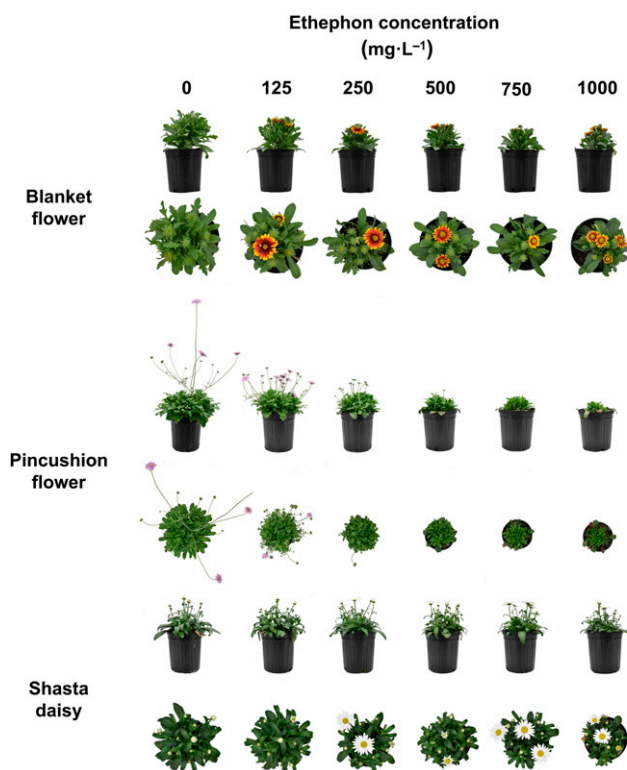 Ethephon concentration
(mg·L⁻¹)
0 125 250 500 750 1000
Blanket
flower
Pincushion
flower
Shasta
daisy